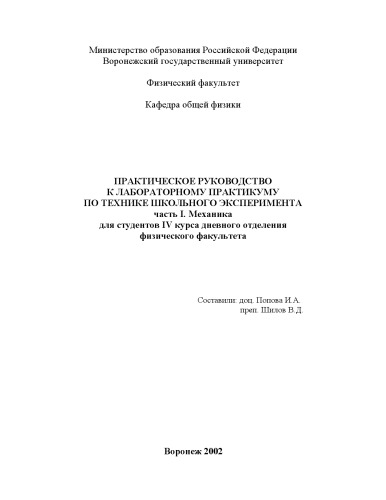 Министерство образования Российской Федерации
Воронежский государственный университет
Физический факультет
Кафедра общей физики
ПРАКТИЧЕСКОЕ РУКОВОДСТВО
К ЛАБОРАТОРНОМУ ПРАКТИКУМУ
ПО ТЕХНИКЕ ШКОЛЬНОГО ЭКСПЕРИМЕНТА
часть I. Механика
для студентов IV курса дневного отделения
физического факультета
Составили: доц. Попова И.А.
преп. Шилов В.Д.
Воронеж 2002